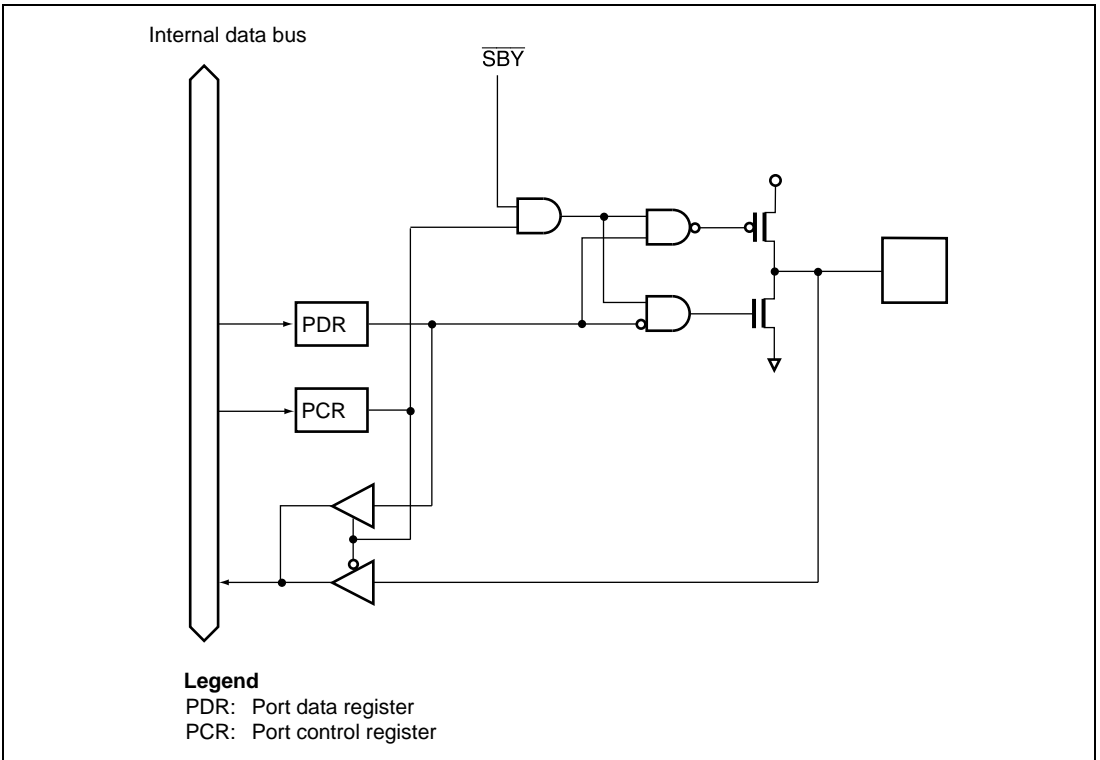 Internal data bus
SBY
PDR
PCR
Legend
PDR: Port data register
PCR: Port control register